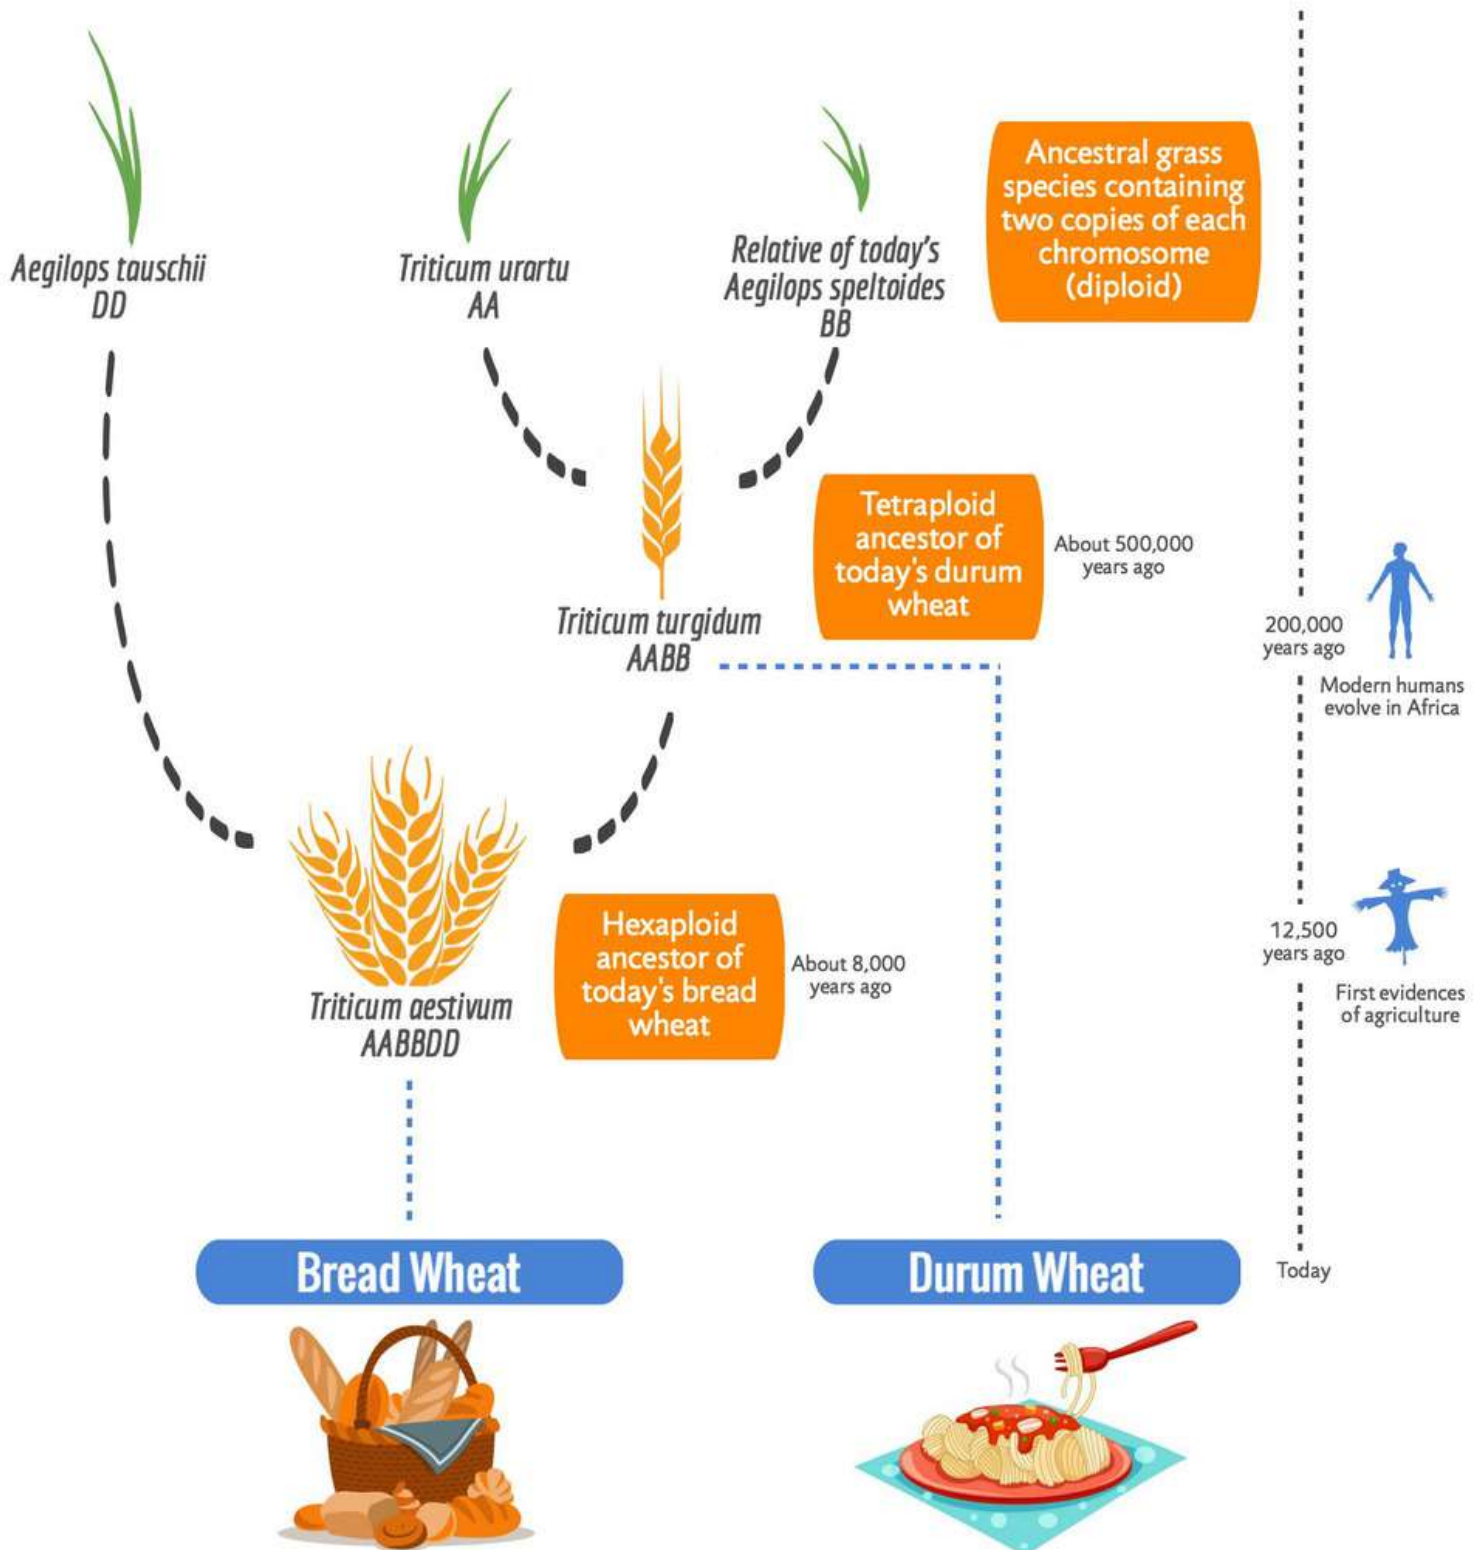 Aegilops tauschii
DD
Triticum urartu
AA
Relative of today's
Aegilops speltoides
BB
Ancestral grass
species containing
two copies of each
chromosome
(diploid)
Tetraploid
ancestor of
today's durum
wheat
About 500,000
years ago
Triticum turgidum
AABB
200,000
years ago
Modern humans
evolve in Africa
Hexaploid
ancestor of
today's bread
wheat
About 8,000
years ago
12,500
years ago
First evidences
of agriculture
Triticum aestivum
AABBDD
Bread Wheat
Durum Wheat
Today